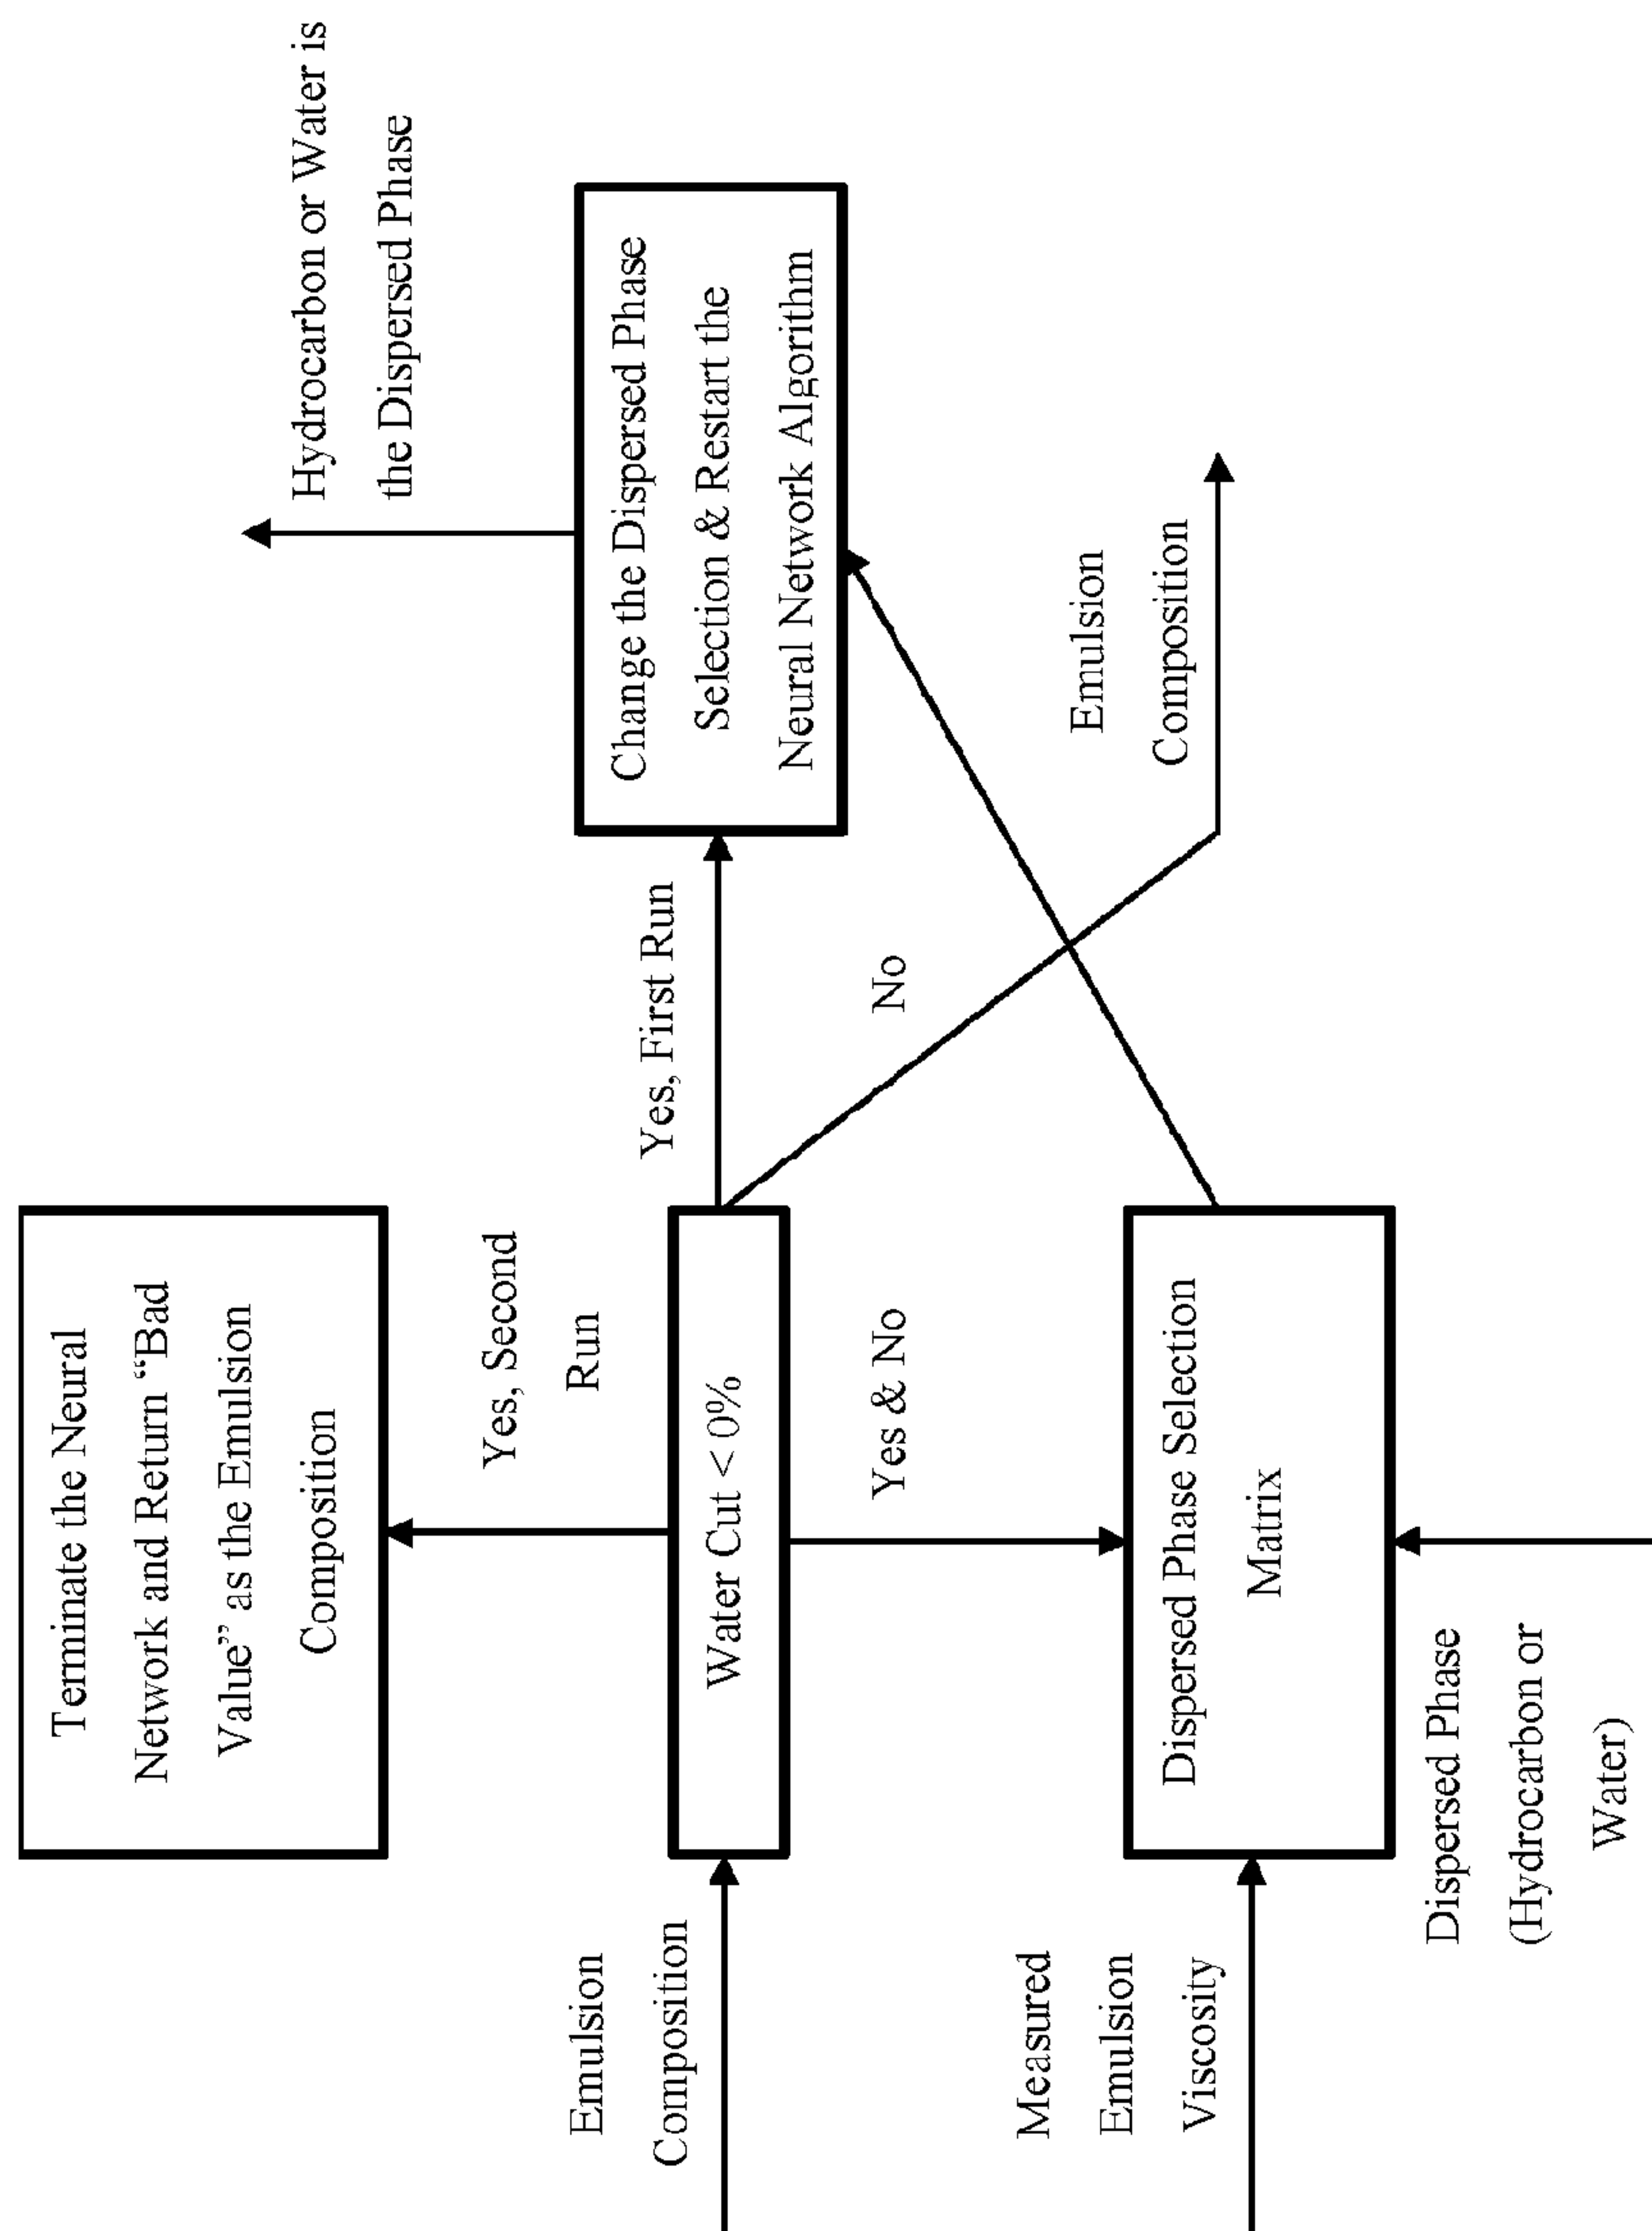 Terminate the Neural
Network and Return “Bad
Value” as the Emulsion
Composition
Hydrocarbon or Water is
the Dispersed Phase
Yes, Second
Run
Emulsion
Composition
Water Cut < 0%
Yes, First Run
Change the Dispersed Phase
Selection & Restart the
Neural Network Algorithm
Yes & No
No
Measured
Emulsion
Viscosity
Dispersed Phase Selection
Matrix
Emulsion
Composition
Dispersed Phase
(Hydrocarbon or
Water)